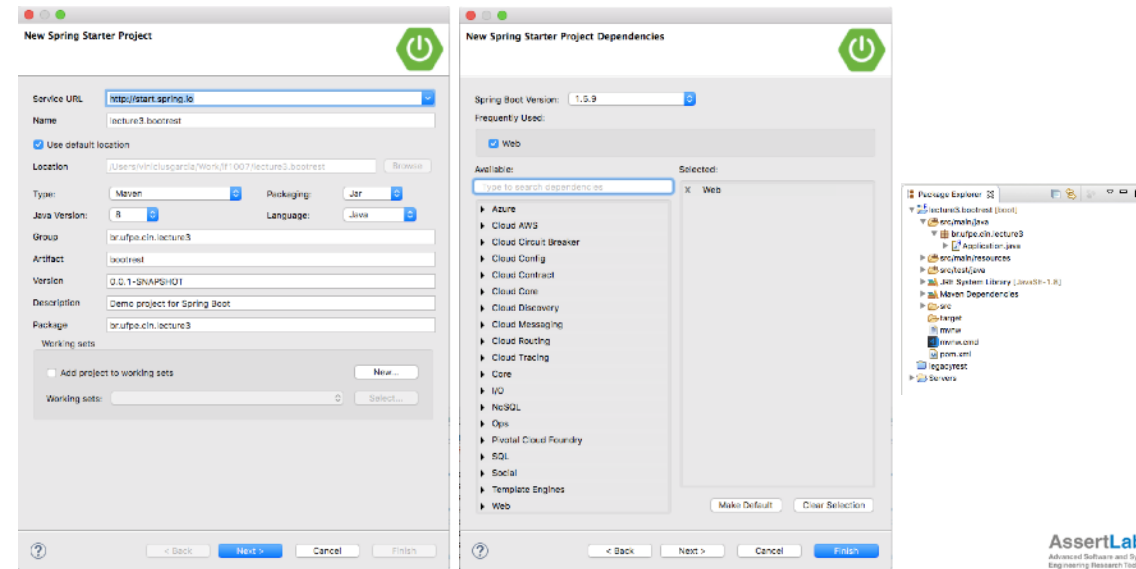 New Spring Starter Project
Service URL http://start.spring.io
Name lecture3.bootrest
Use default location
Location /Users/viniciusgarcia/Work/if1007/lecture3.bootrest Browse
Type: Maven Packaging: Jar
Java Version: 8 Language: Java
Group br.ufpe.cin.lecture3
Artifact bootrest
Version 0.0.1-SNAPSHOT
Description Demo project for Spring Boot
Package br.ufpe.cin.lecture3
Working sets
Add project to working sets New...
Working sets: Select...
? < Back Next > Cancel Finish
New Spring Starter Project Dependencies
Spring Boot Version: 1.5.9
Frequently Used:
Web
Available: Selected:
Type to search dependencies X Web
Azure
Cloud AWS
Cloud Circuit Breaker
Cloud Config
Cloud Contract
Cloud Core
Cloud Discovery
Cloud Messaging
Cloud Routing
Cloud Tracing
Core
I/O
NoSQL
Ops
Pivotal Cloud Foundry
SQL
Social
Template Engines
Web
Make Default Clear Selection
? < Back Next > Cancel Finish
Package Explorer
lecture3.bootrest [boot]
src/main/java
br.ufpe.cin.lecture3
Application.java
src/main/resources
src/test/java
JRE System Library [JavaSE-1.8]
Maven Dependencies
src
target
mvnw
mvnw.cmd
pom.xml
legacyrest
Servers
AssertLab
Advanced Software and Sy
Engineering Research Tec